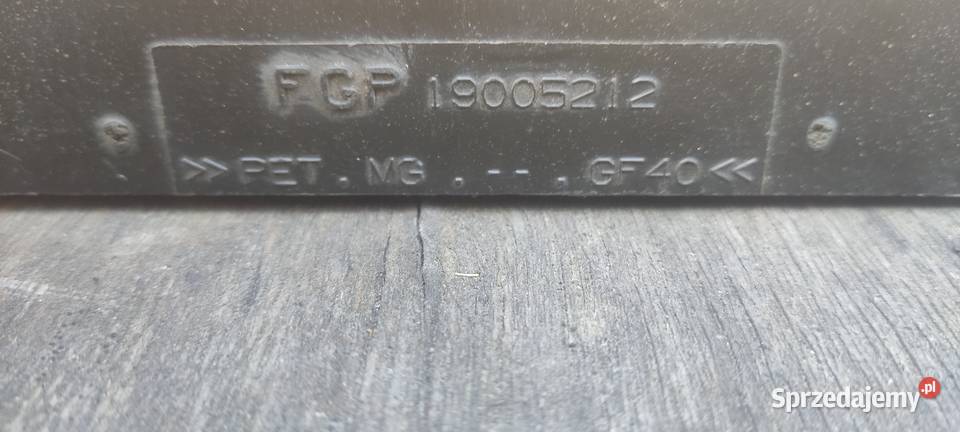 FGP 19005212
>> PET . MG . -- . GF40 <<
Sprzedajemy.pl